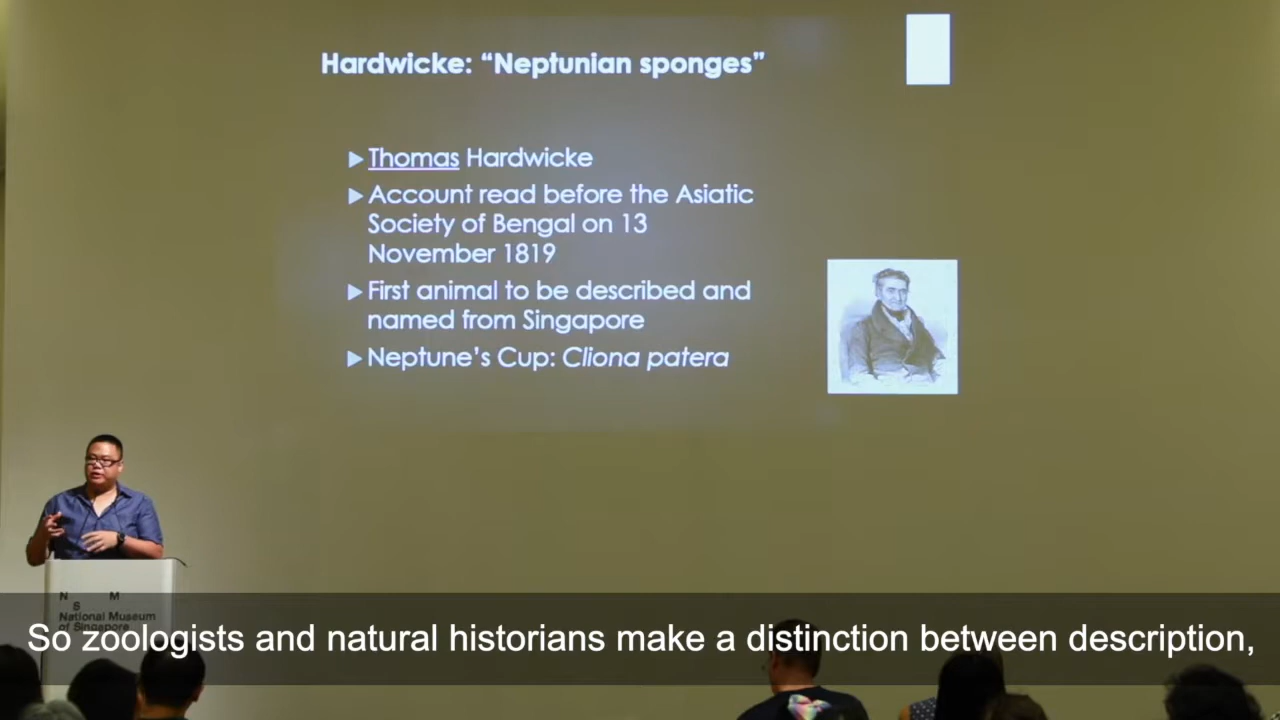 Hardwicke: “Neptunian sponges”
Thomas Hardwicke
Account read before the Asiatic
Society of Bengal on 13
November 1819
First animal to be described and
named from Singapore
Neptune’s Cup: Cliona patera
N M
S
National Museum
of Singapore
So zoologists and natural historians make a distinction between description,